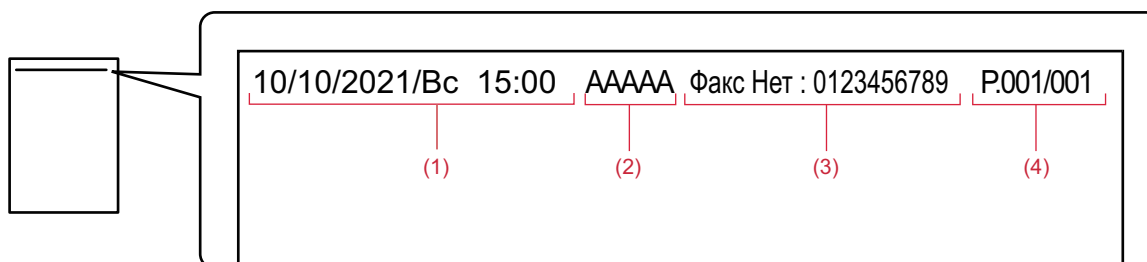 10/10/2021/Вс 15:00 AAAAA Факс Нет : 0123456789 P.001/001
(1) (2) (3) (4)